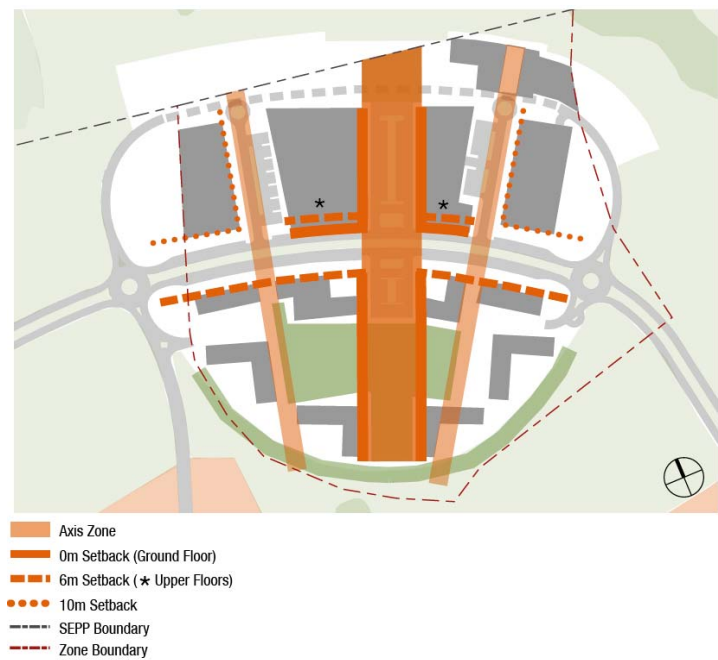 *
*
Axis Zone
0m Setback (Ground Floor)
6m Setback ( * Upper Floors)
10m Setback
SEPP Boundary
Zone Boundary